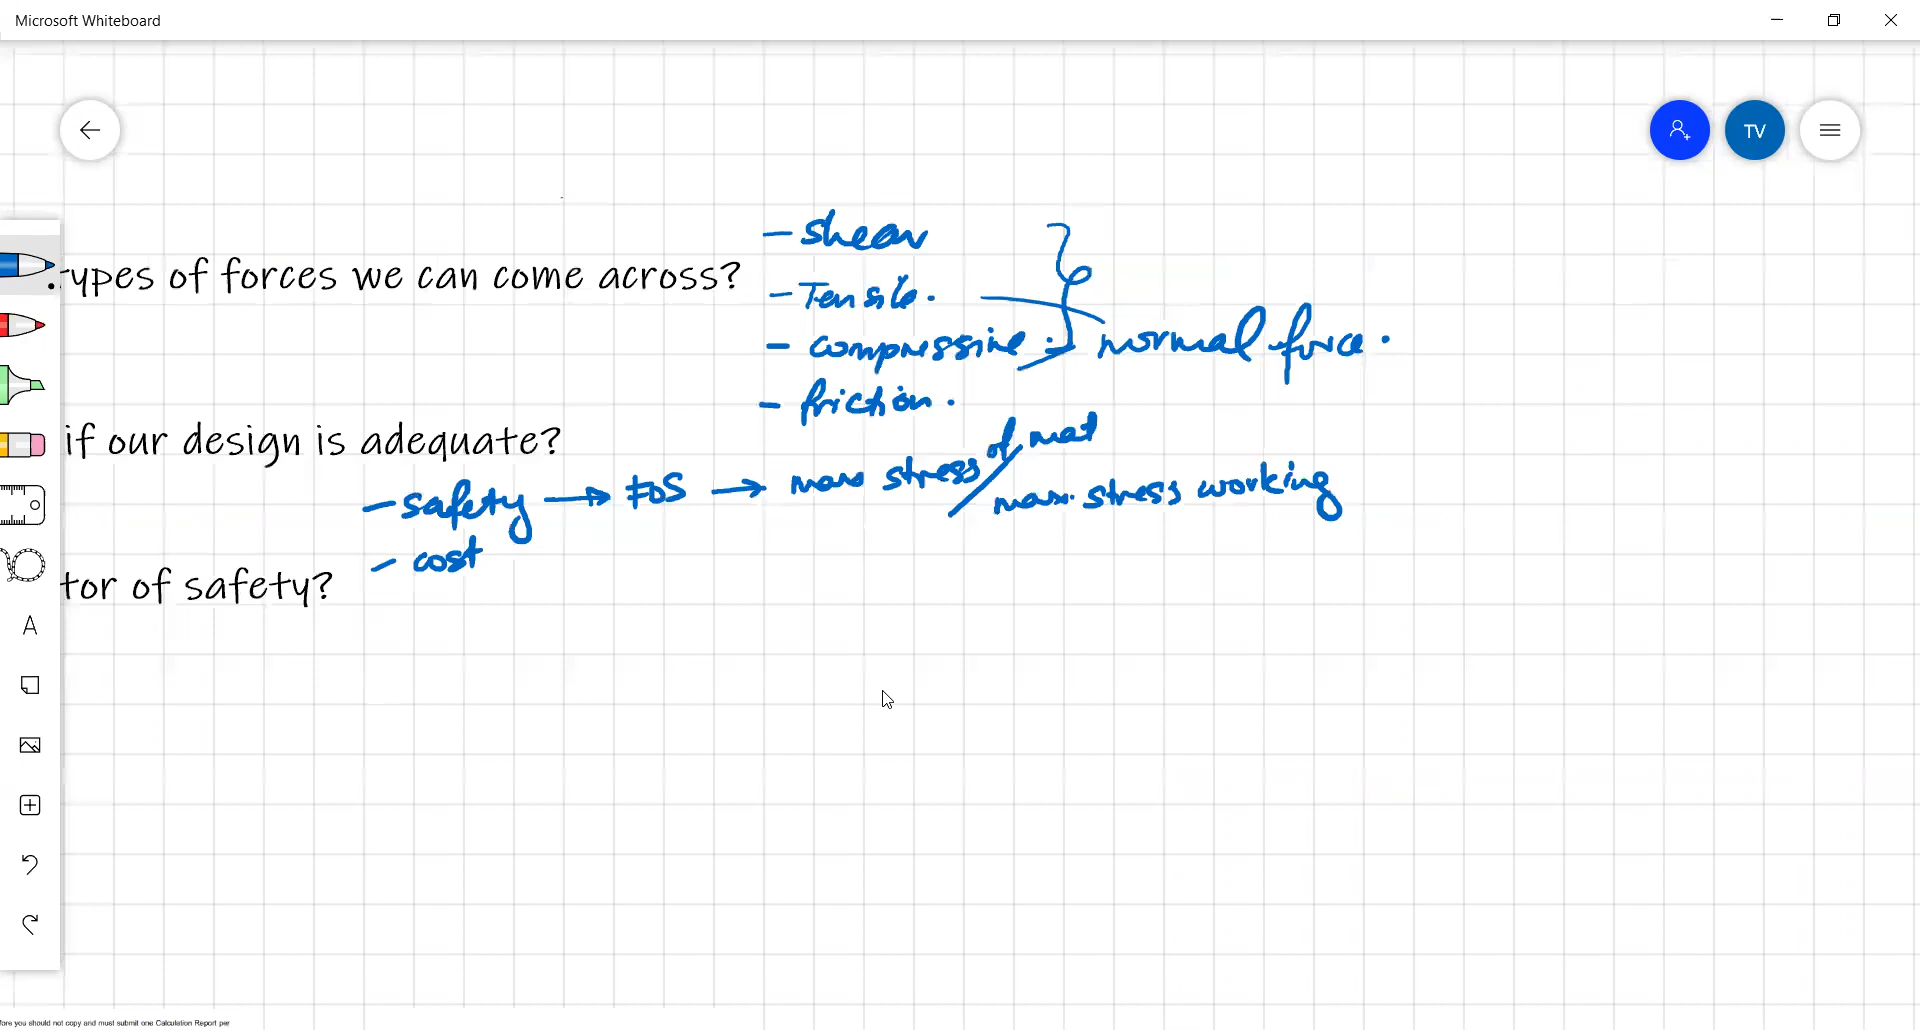 Microsoft Whiteboard
TV
- shear
types of forces we can come across?
- Tensile.
- compressive. normal force.
- friction.
if our design is adequate?
- safety → FOS → max stress of mat / max. stress working
- cost
tor of safety?
A
fore you should not copy and must submit one Calculation Report per